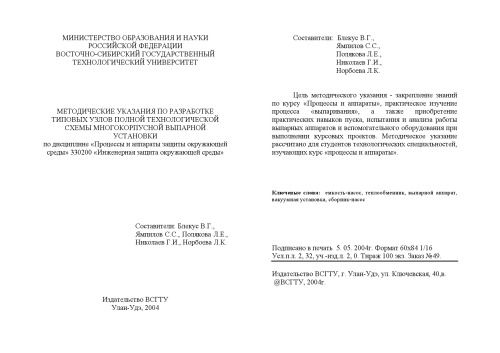 МИНИСТЕРСТВО ОБРАЗОВАНИЯ И НАУКИ
РОССИЙСКОЙ ФЕДЕРАЦИИ
ВОСТОЧНО-СИБИРСКИЙ ГОСУДАРСТВЕННЫЙ
ТЕХНОЛОГИЧЕСКИЙ УНИВЕРСИТЕТ
МЕТОДИЧЕСКИЕ УКАЗАНИЯ ПО РАЗРАБОТКЕ
ТИПОВЫХ УЗЛОВ ПОЛНОЙ ТЕХНОЛОГИЧЕСКОЙ
СХЕМЫ МНОГОКОРПУСНОЙ ВЫПАРНОЙ
УСТАНОВКИ
по дисциплине «Процессы и аппараты защиты окружающей
среды» 330200 «Инженерная защита окружающей среды»
Составители: Блекус В.Г.,
Ямпилов С.С., Полякова Л.Е.,
Николаев Г.И., Норбоева Л.К.
Издательство ВСГТУ
Улан-Удэ, 2004
Составители: Блекус В.Г.,
Ямпилов С.С.,
Полякова Л.Е.,
Николаев Г.И.,
Норбоева Л.К.
Цель методического указания - закрепление знаний
по курсу «Процессы и аппараты», практическое изучение
процесса «выпаривания», а также приобретение
практических навыков пуска, испытания и анализа работы
выпарных аппаратов и вспомогательного оборудования при
выполнении курсовых проектов. Методическое указание
рассчитано для студентов технологических специальностей,
изучающих курс «процессы и аппараты».
Ключевые слова: емкость-насос, теплообменник, выпарной аппарат,
вакуумная установка, сборник-насос
Подписано в печать 5. 05. 2004г. Формат 60х84 1/16
Усл.п.л. 2, 32, уч.-изд.л. 2, 0. Тираж 100 экз. Заказ №49.
Издательство ВСГТУ, г. Улан-Удэ, ул. Ключевская, 40,в.
@ВСГТУ, 2004г.